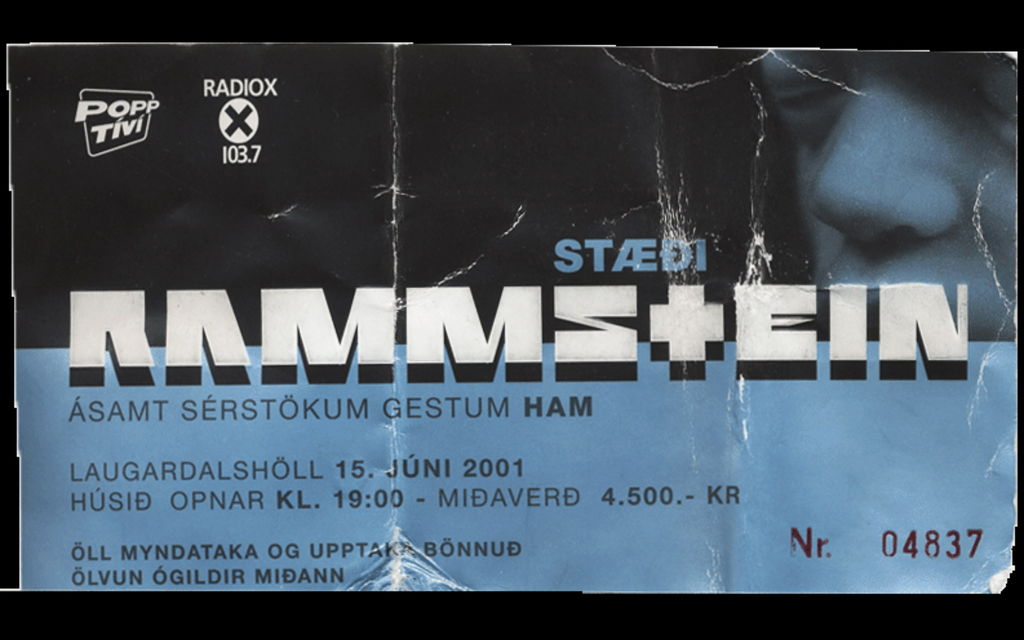 POPP
TÍVÍ
RADIOX
X
103.7
STÆÐI
RAMMSTEIN
ÁSAMT SÉRSTÖKUM GESTUM HAM
LAUGARDALSHÖLL 15. JÚNI 2001
HÚSIÐ OPNAR KL. 19:00 - MIÐAVERÐ 4.500.- KR
ÖLL MYNDATAKA OG UPPTAKA BÖNNUÐ
ÖLVUN ÓGILDIR MIÐANN
Nr. 04837